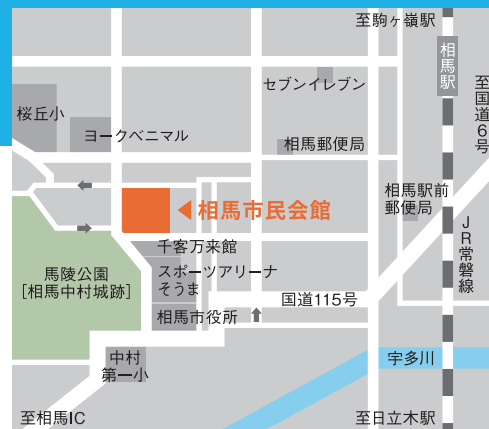 至駒ヶ嶺駅
相馬駅
至国道6号
セブンイレブン
桜丘小
ヨークベニマル
相馬郵便局
相馬駅前
郵便局
相馬市民会館
JR常磐線
千客万来館
馬陵公園
[相馬中村城跡]
スポーツアリーナ
そうま
国道115号
相馬市役所
中村
第一小
宇多川
至相馬IC
至日立木駅